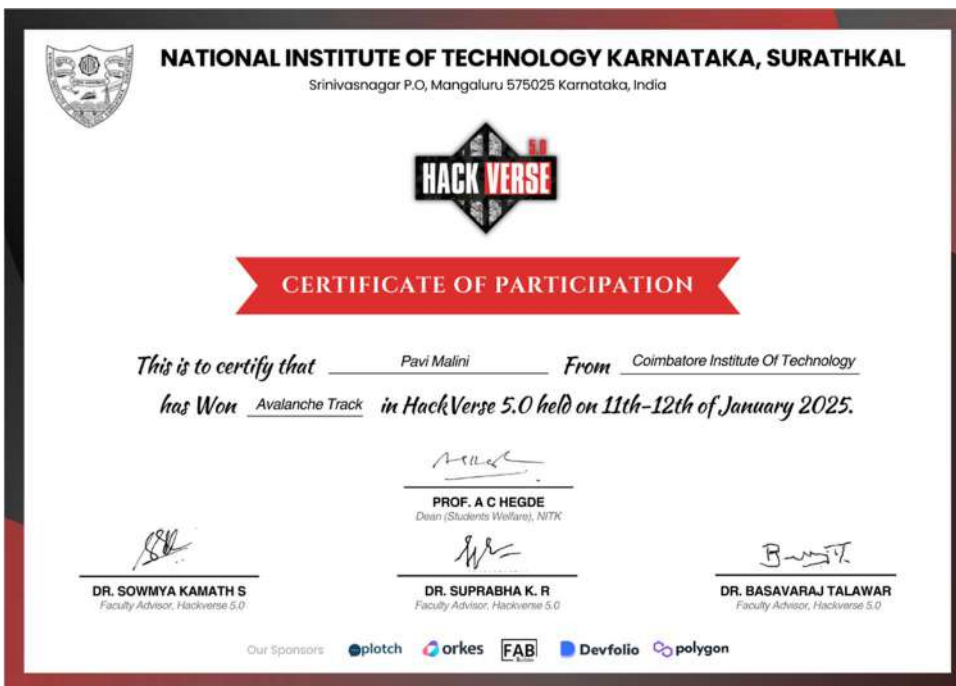 NATIONAL INSTITUTE OF TECHNOLOGY KARNATAKA, SURATHKAL
Srinivasnagar P.O, Mangaluru 575025 Karnataka, India
5.0
HACK VERSE
CERTIFICATE OF PARTICIPATION
This is to certify that Pavi Malini From Coimbatore Institute Of Technology
has Won Avalanche Track in HackVerse 5.0 held on 11th-12th of January 2025.
PROF. A C HEGDE
Dean (Students Welfare), NITK
DR. SOWMYA KAMATH S
Faculty Advisor, Hackverse 5.0
DR. SUPRABHA K. R
Faculty Advisor, Hackverse 5.0
DR. BASAVARAJ TALAWAR
Faculty Advisor, Hackverse 5.0
Our Sponsors plotch orkes FAB Builder Devfolio polygon